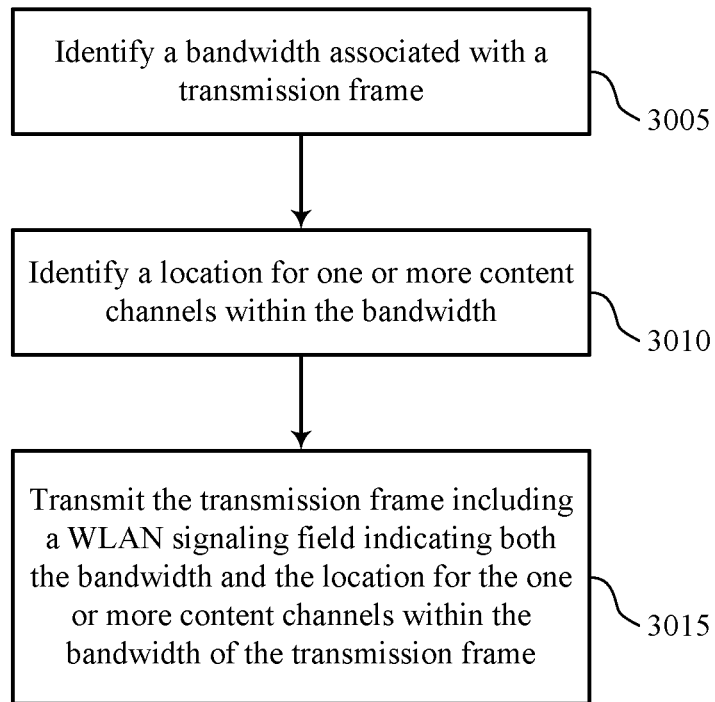 Identify a bandwidth associated with a
transmission frame
3005
Identify a location for one or more content
channels within the bandwidth
3010
Transmit the transmission frame including
a WLAN signaling field indicating both
the bandwidth and the location for the one
or more content channels within the
bandwidth of the transmission frame
3015